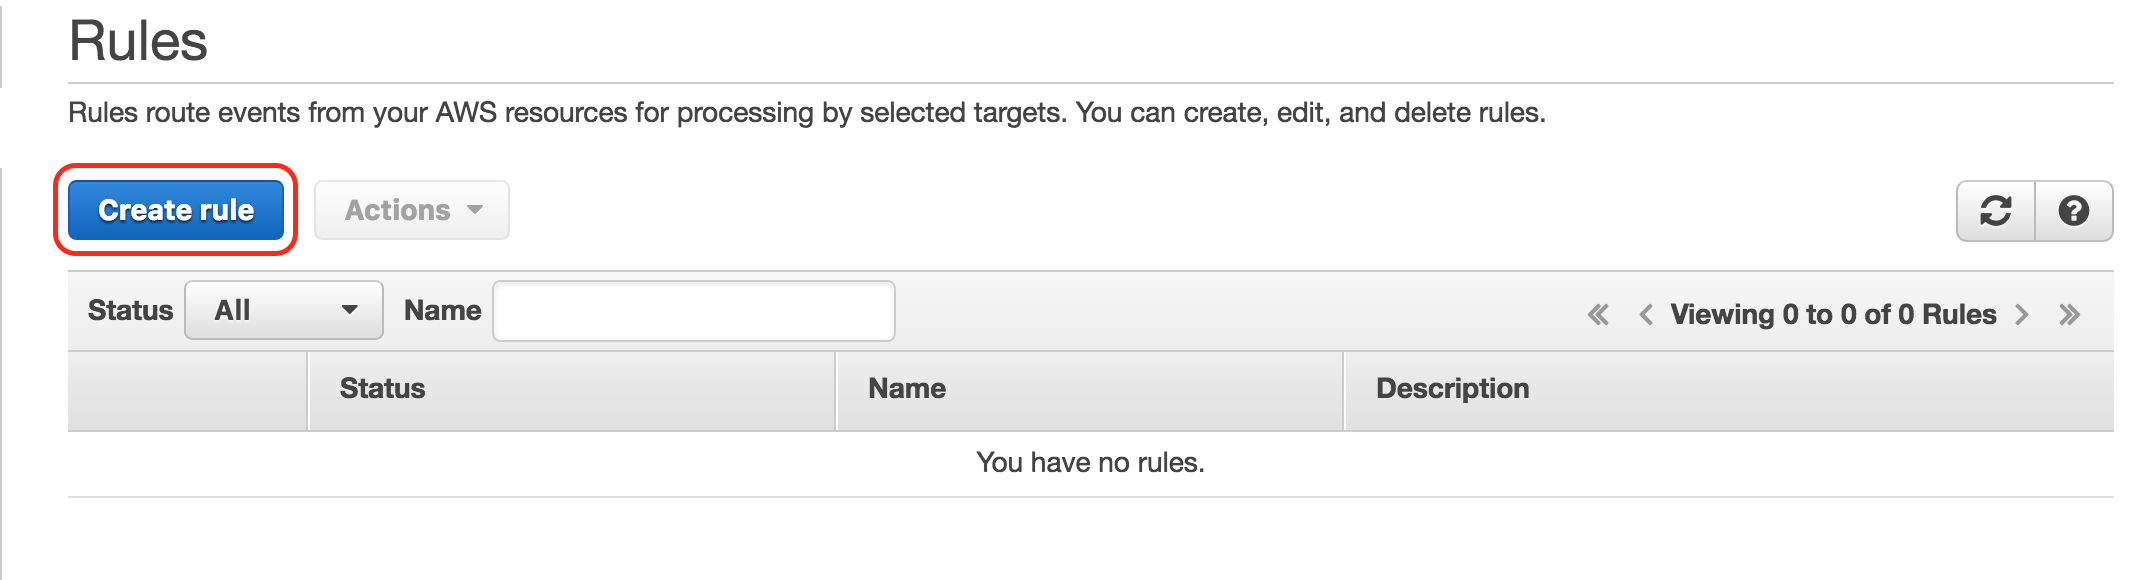 Rules
Rules route events from your AWS resources for processing by selected targets. You can create, edit, and delete rules.
Create rule Actions
Status All Name Viewing 0 to 0 of 0 Rules
Status Name Description
You have no rules.